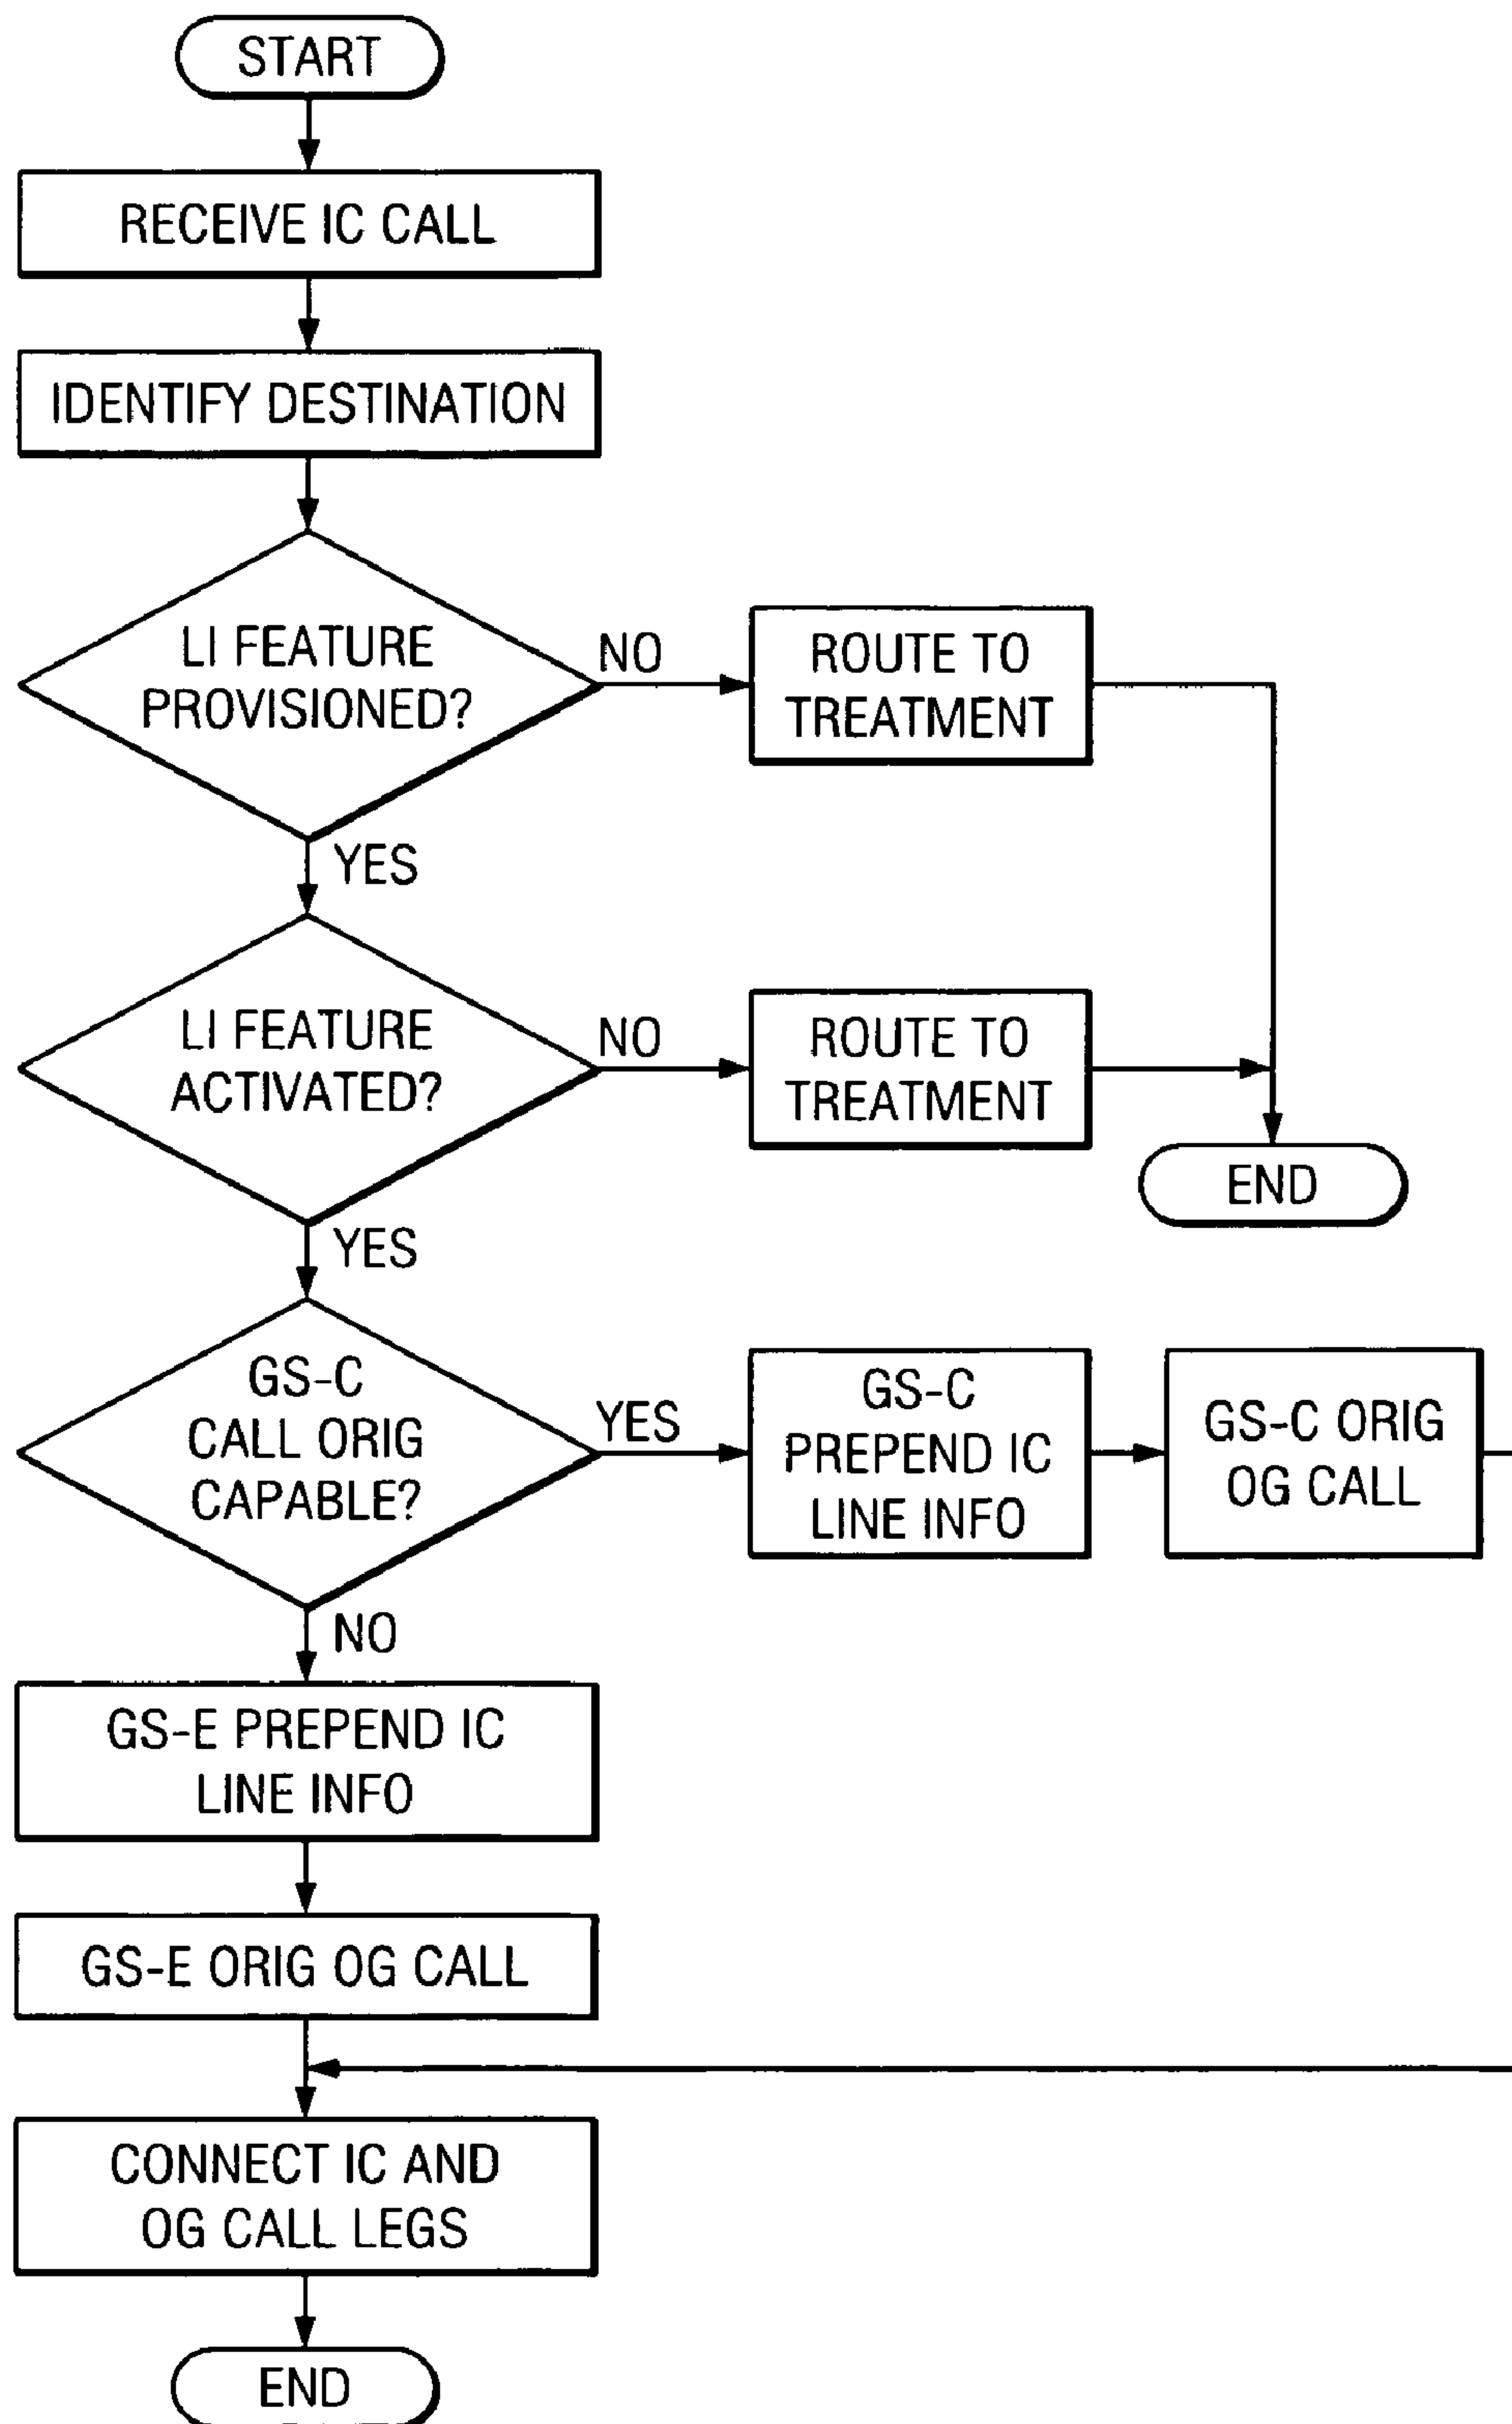 START
RECEIVE IC CALL
IDENTIFY DESTINATION
LI FEATURE
PROVISIONED?
NO
ROUTE TO
TREATMENT
YES
LI FEATURE
ACTIVATED?
NO
ROUTE TO
TREATMENT
END
YES
GS-C
CALL ORIG
CAPABLE?
YES
GS-C
PREPEND IC
LINE INFO
GS-C ORIG
OG CALL
NO
GS-E PREPEND IC
LINE INFO
GS-E ORIG OG CALL
CONNECT IC AND
OG CALL LEGS
END